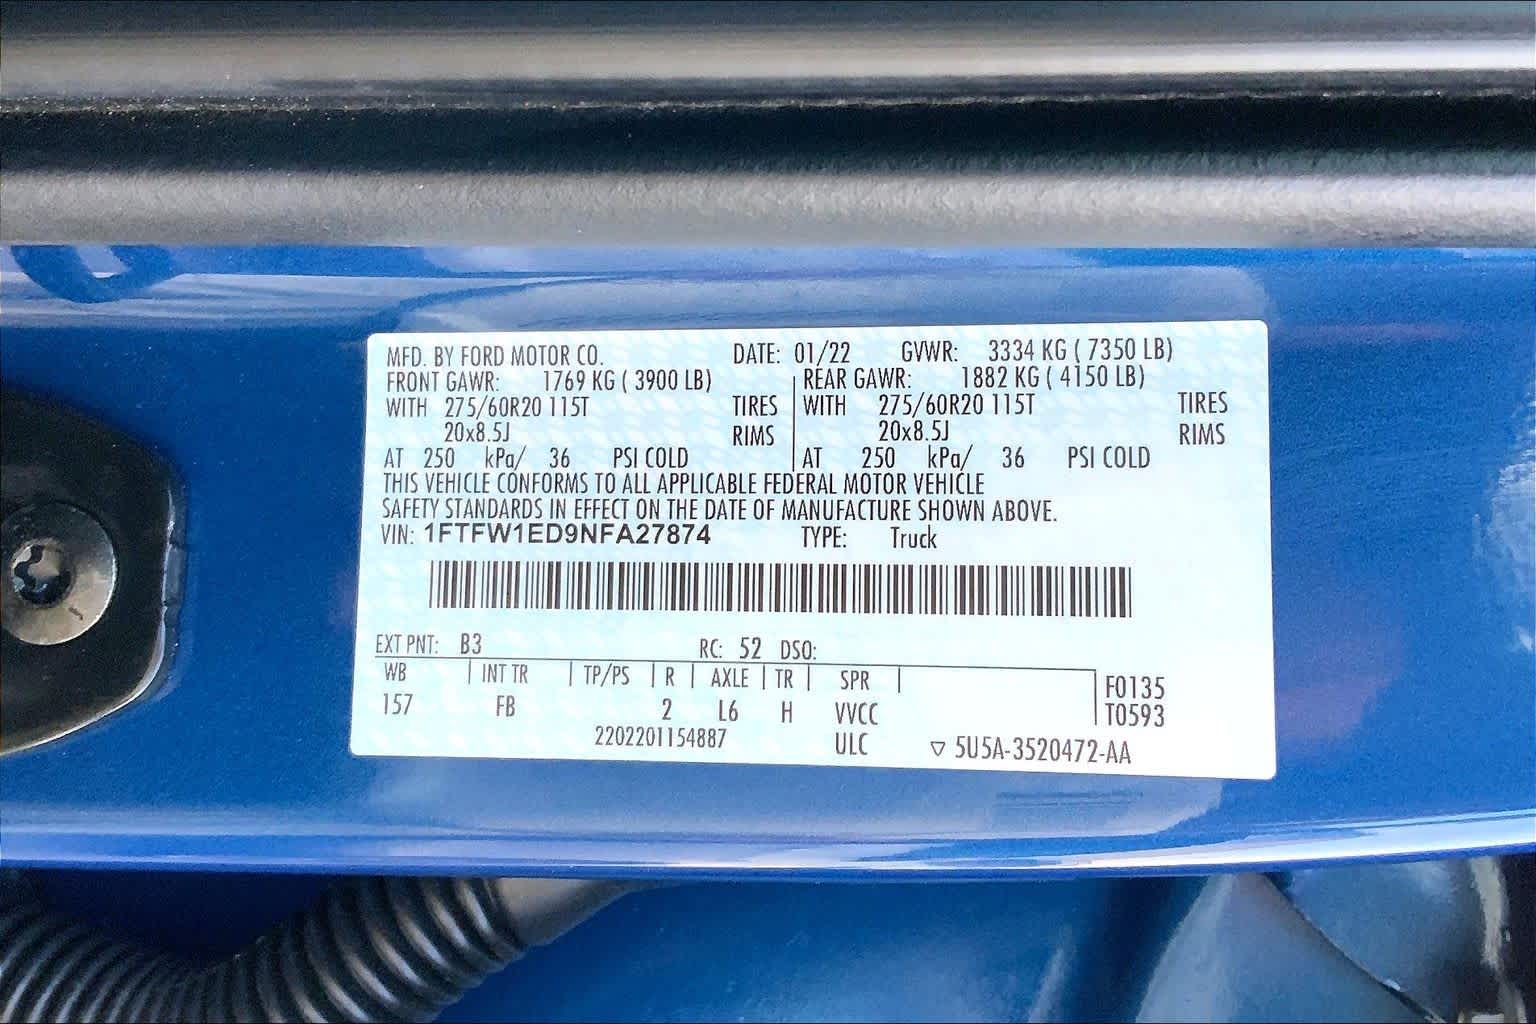 MFD. BY FORD MOTOR CO. DATE: 01/22 GVWR: 3334 KG ( 7350 LB)
FRONT GAWR: 1769 KG ( 3900 LB) REAR GAWR: 1882 KG ( 4150 LB)
WITH 275/60R20 115T TIRES WITH 275/60R20 115T TIRES
20x8.5J RIMS 20x8.5J RIMS
AT 250 kPa/ 36 PSI COLD AT 250 kPa/ 36 PSI COLD
THIS VEHICLE CONFORMS TO ALL APPLICABLE FEDERAL MOTOR VEHICLE
SAFETY STANDARDS IN EFFECT ON THE DATE OF MANUFACTURE SHOWN ABOVE.
VIN: 1FTFW1ED9NFA27874 TYPE: Truck
EXT PNT: B3 RC: 52 DSO:
WB INT TR TP/PS R AXLE TR SPR F0135
157 FB 2 L6 H VVCC T0593
2202201154887 ULC ▽ 5U5A-3520472-AA